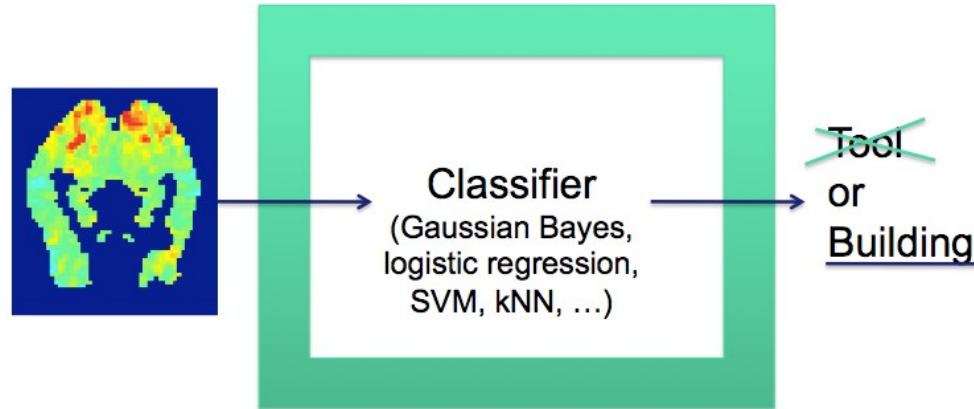 Classifier
(Gaussian Bayes,
logistic regression,
SVM, kNN, …)
Tool
or
Building